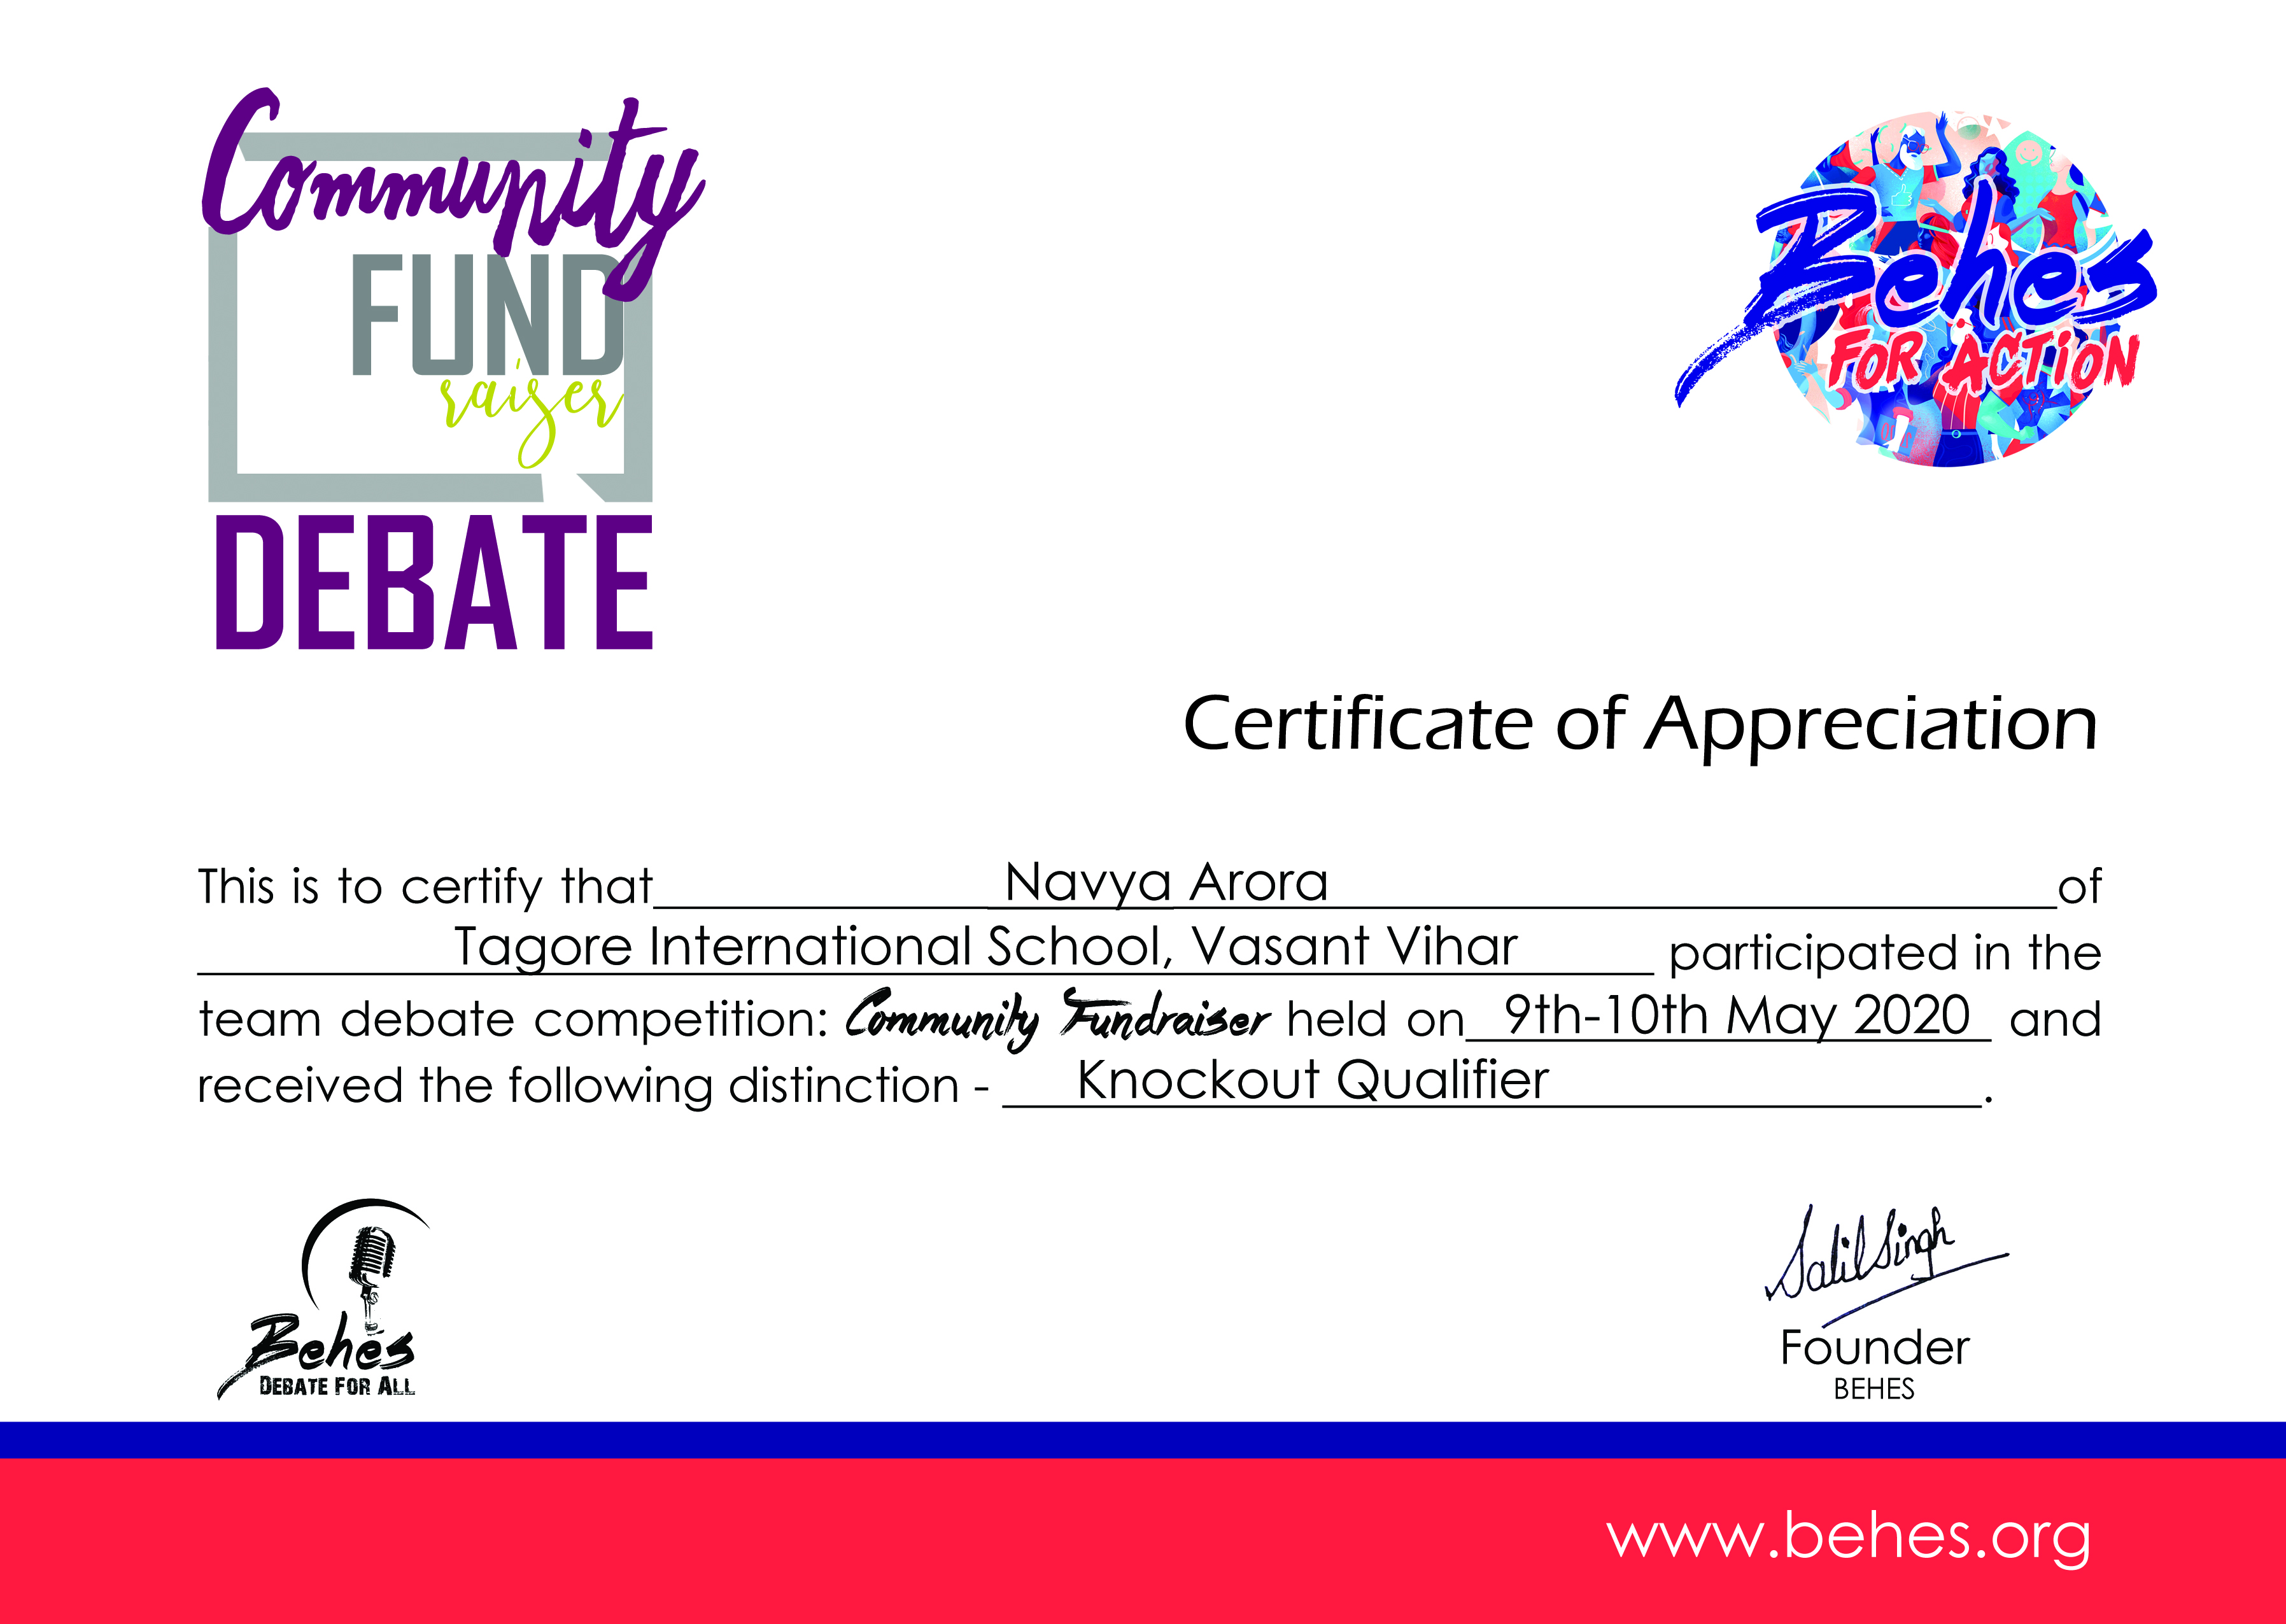 Community
FUND
raiser
DEBATE
Behes
FOR ACTION
Certificate of Appreciation
This is to certify that Navya Arora of
Tagore International School, Vasant Vihar participated in the
team debate competition: Community Fundraiser held on 9th-10th May 2020 and
received the following distinction - Knockout Qualifier.
Behes
DEBATE FOR ALL
Salil Singh
Founder
BEHES
www.behes.org